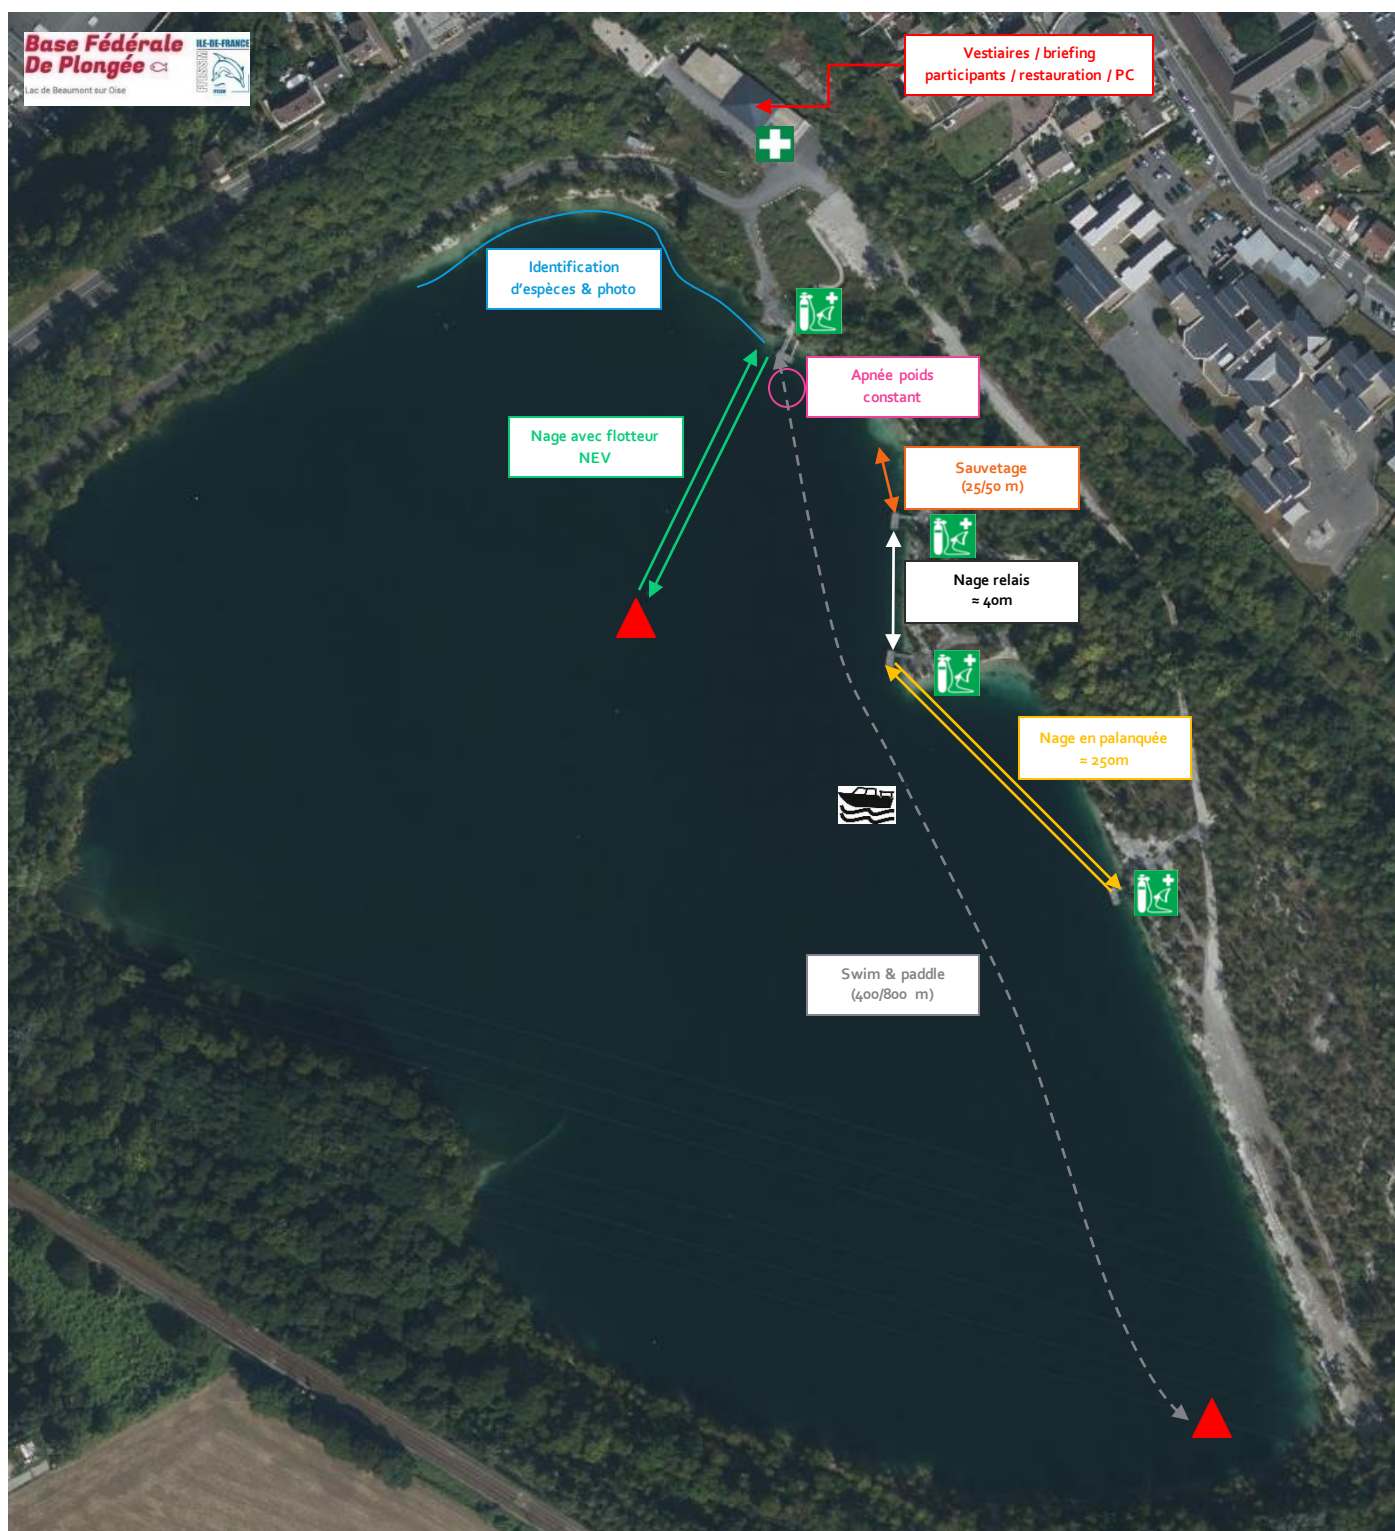 Base Fédérale
De Plongée
Lac de Beaumont sur Oise
ILE-DE-FRANCE
FFESSM
Vestiaires / briefing
participants / restauration / PC
Identification
d'espèces & photo
Apnée poids
constant
Nage avec flotteur
NEV
Sauvetage
(25/50 m)
Nage relais
≈ 40m
Nage en palanquée
≈ 250m
Swim & paddle
(400/800 m)